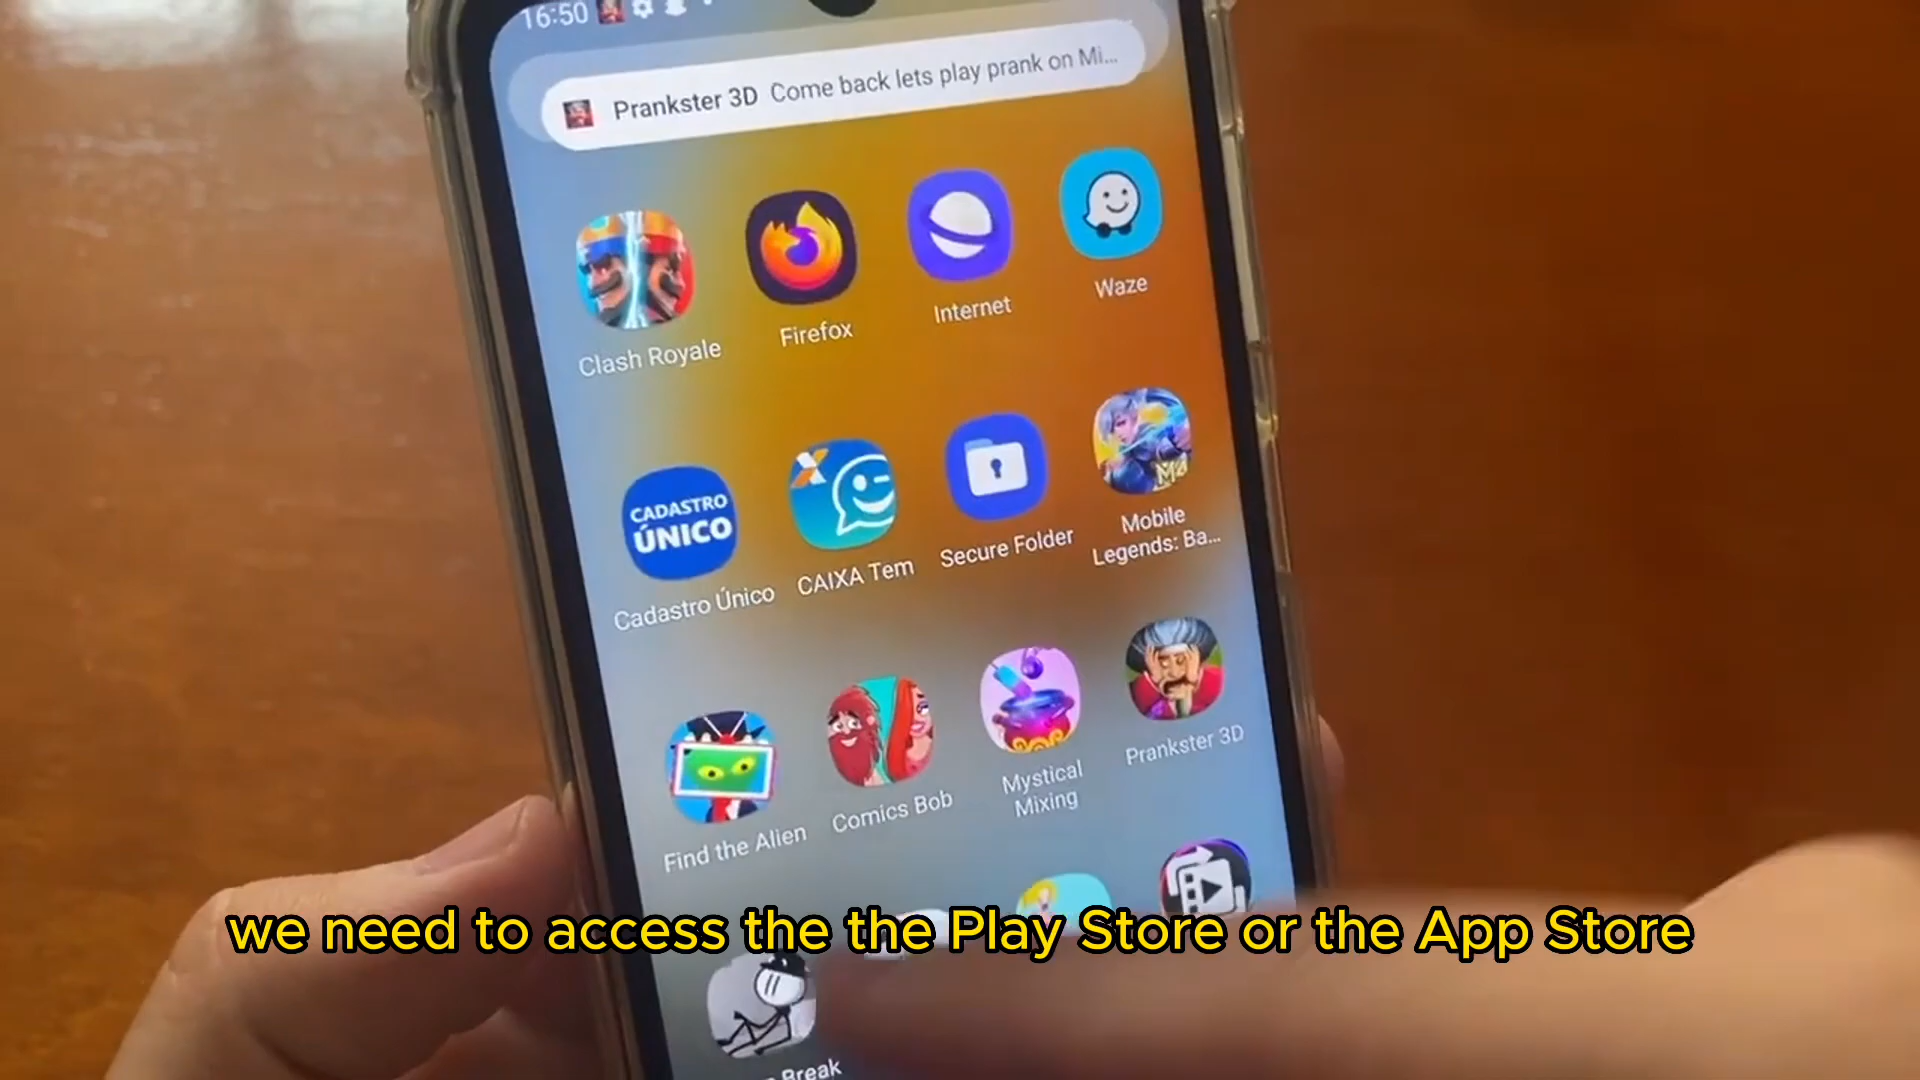 16:50
Prankster 3D Come back lets play prank on Mi...
Clash Royale
Firefox
Internet
Waze
CADASTRO
ÚNICO
Cadastro Único
CAIXA Tem
Secure Folder
Mobile
Legends: Ba...
Find the Alien
Comics Bob
Mystical
Mixing
Prankster 3D
we need to access the the Play Store or the App Store
Break